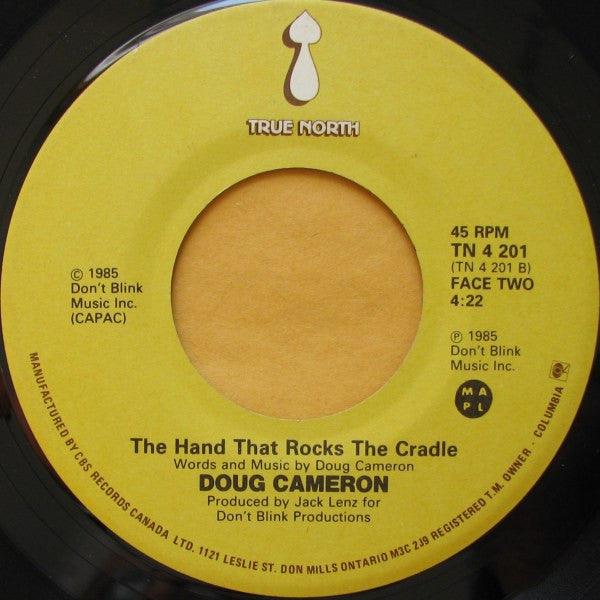 TRUE NORTH
45 RPM
TN 4 201
(TN 4 201 B)
FACE TWO
4:22
© 1985
Don't Blink
Music Inc.
(CAPAC)
℗ 1985
Don't Blink
Music Inc.
M A
P L
The Hand That Rocks The Cradle
Words and Music by Doug Cameron
DOUG CAMERON
Produced by Jack Lenz for
Don't Blink Productions
MANUFACTURED BY CBS RECORDS CANADA LTD. 1121 LESLIE ST. DON MILLS ONTARIO M3C 2J9 REGISTERED T.M. OWNER · COLUMBIA